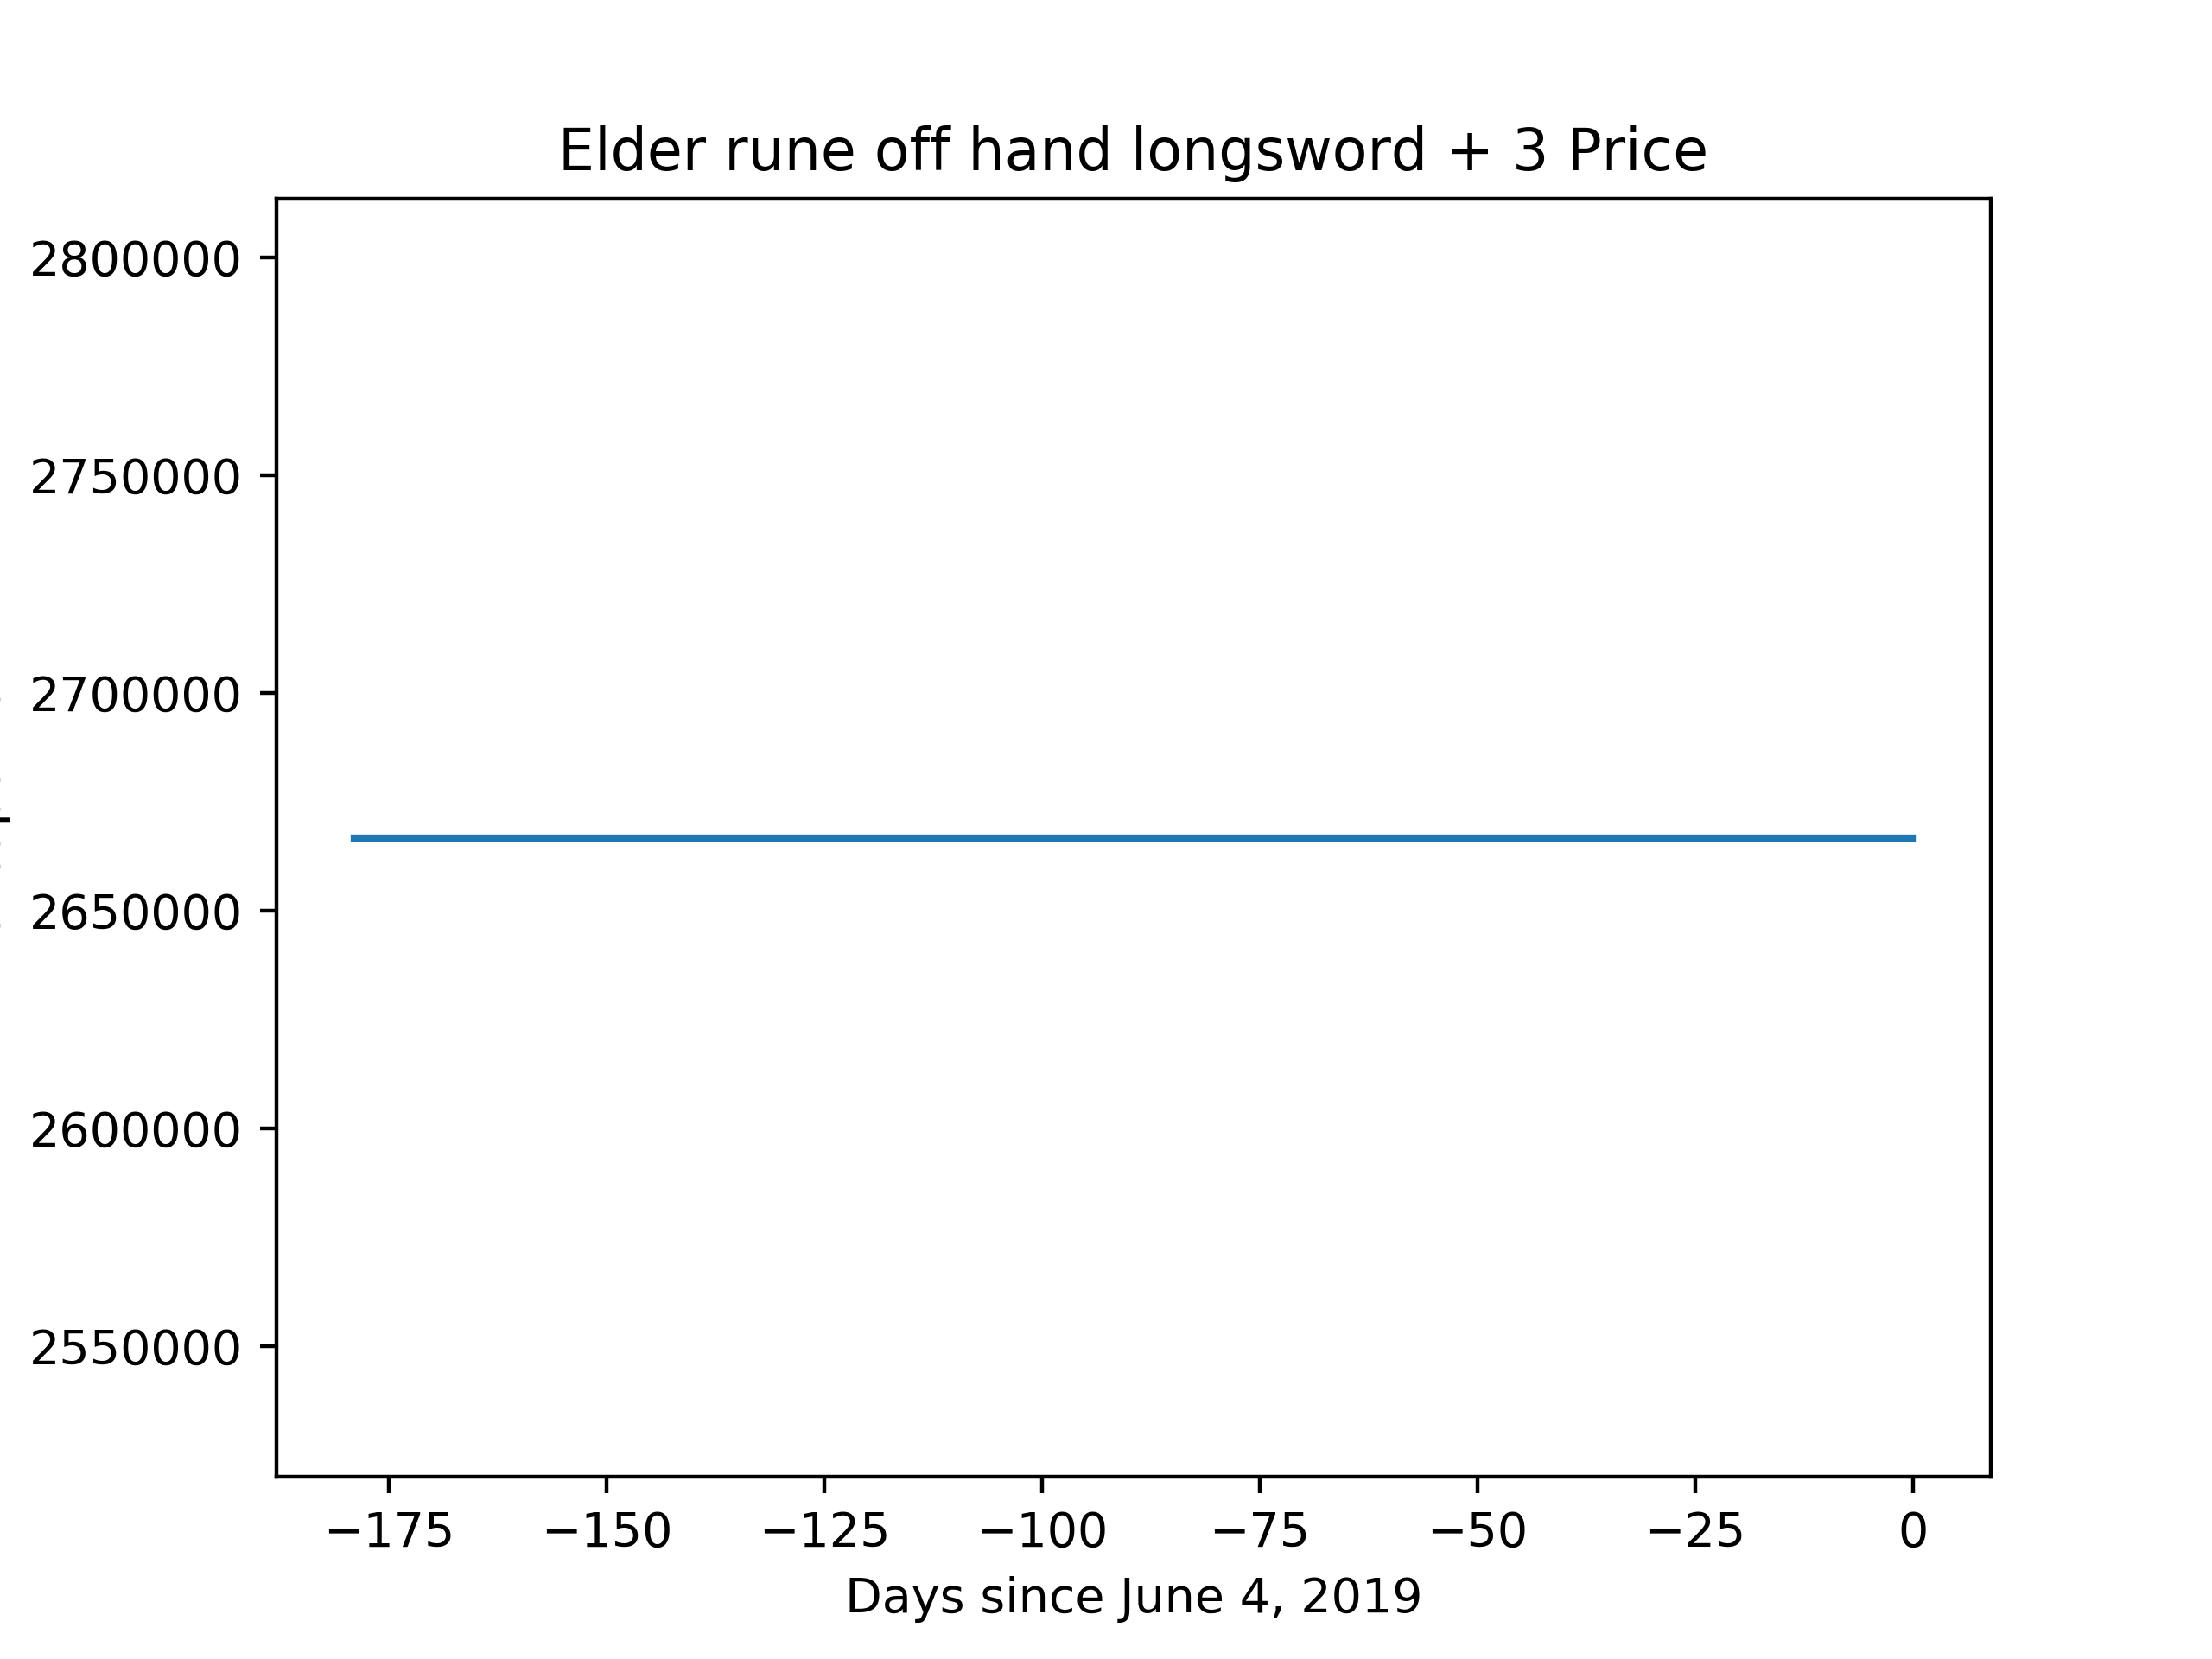 Elder rune off hand longsword + 3 Price
2800000
2750000
2700000
2650000
2600000
2550000
−175 −150 −125 −100 −75 −50 −25 0
Days since June 4, 2019